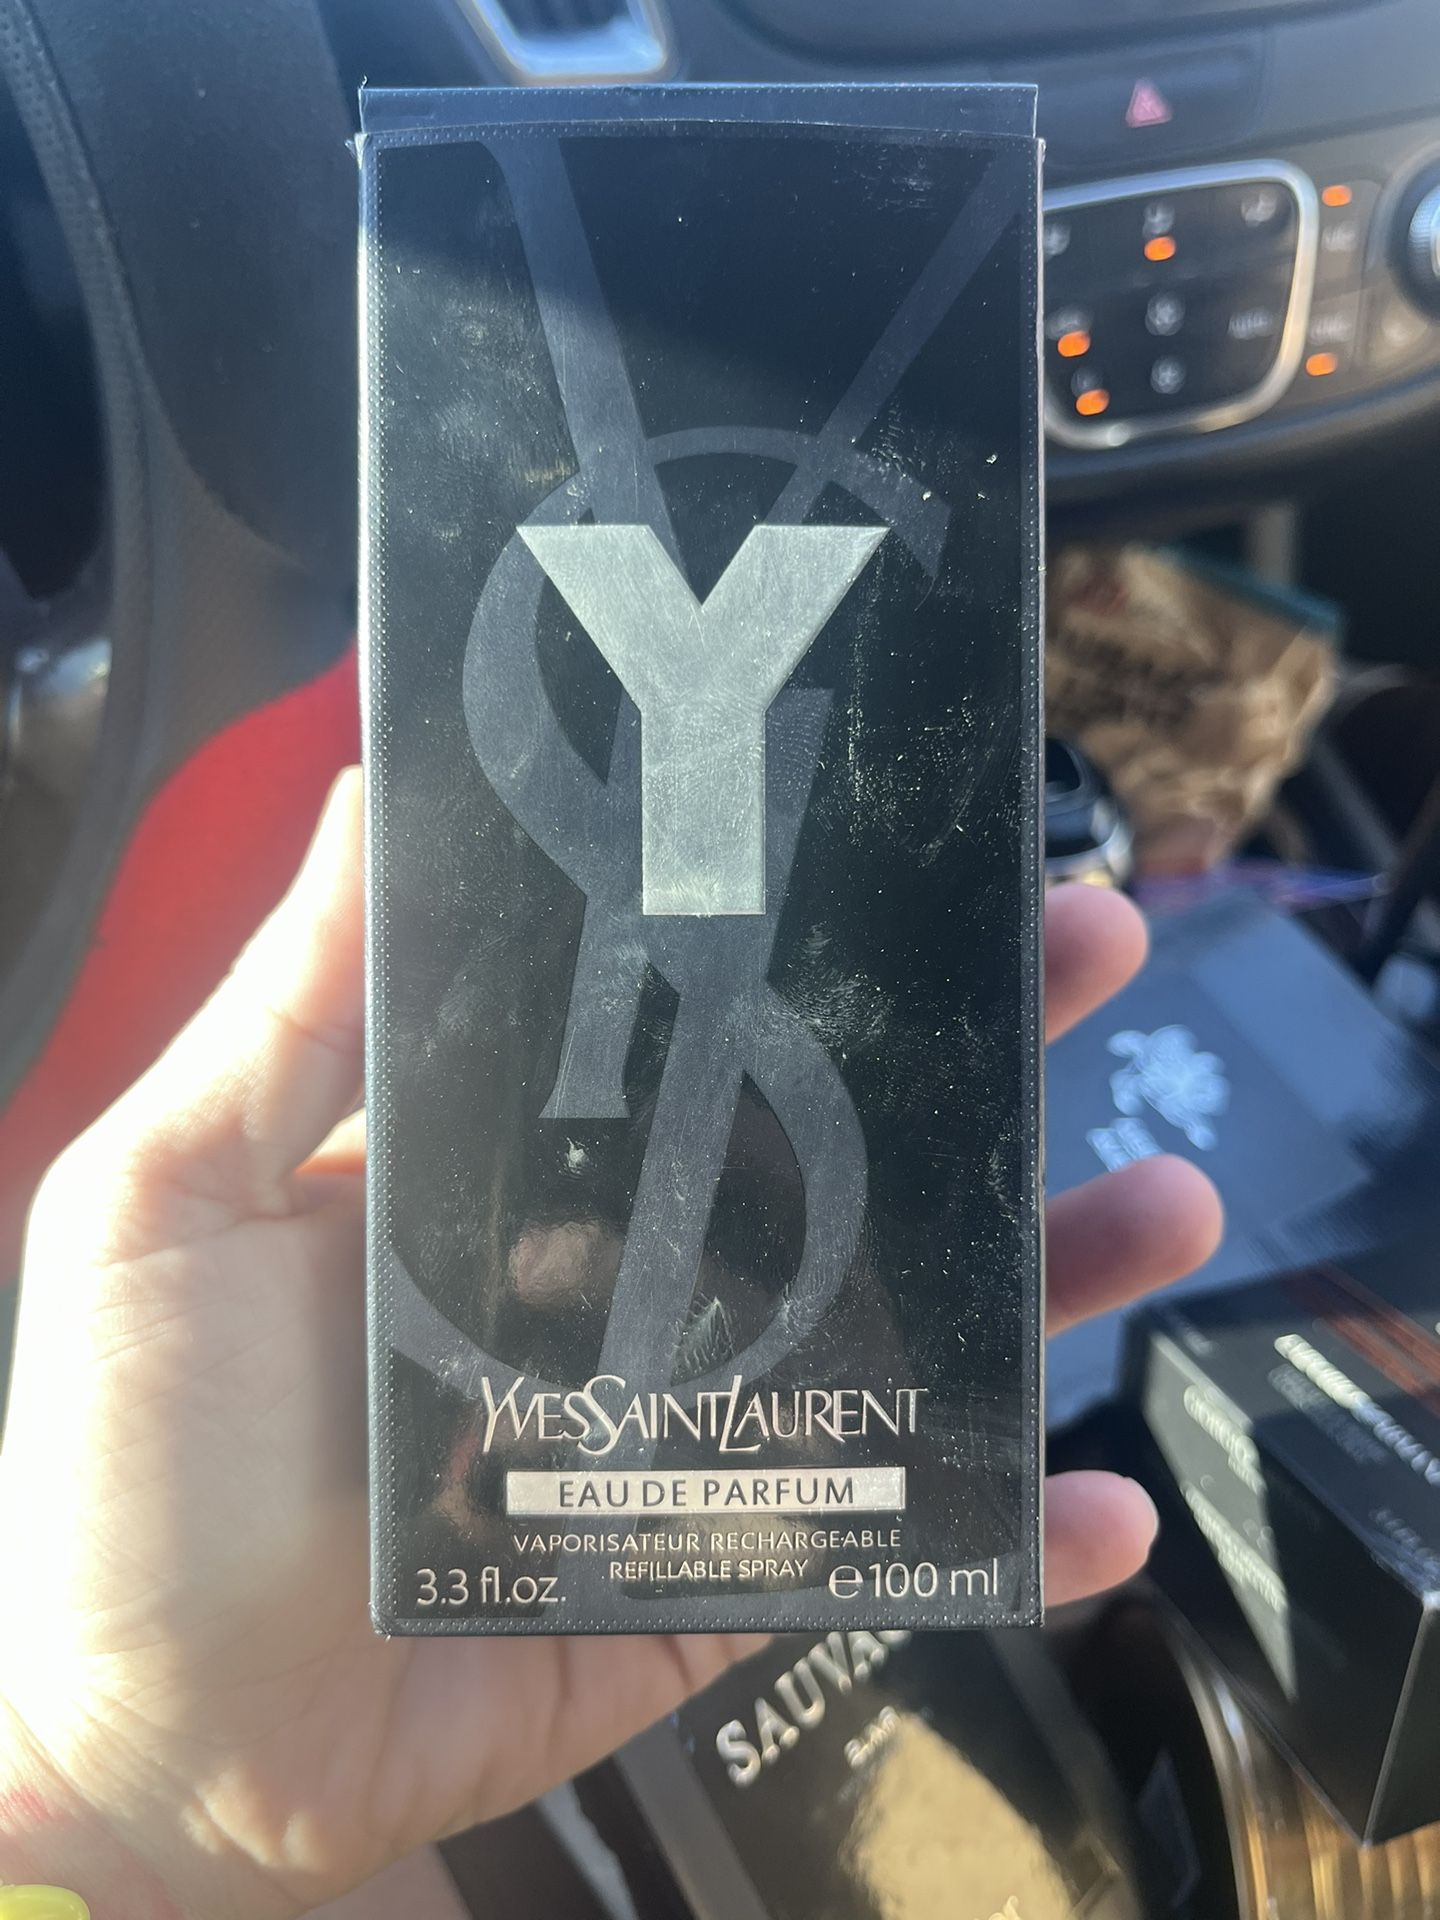 Y
YVESSAINTLAURENT
EAU DE PARFUM
VAPORISATEUR RECHARGEABLE
REFILLABLE SPRAY
3.3 fl.oz.
e 100 ml
SAUVA